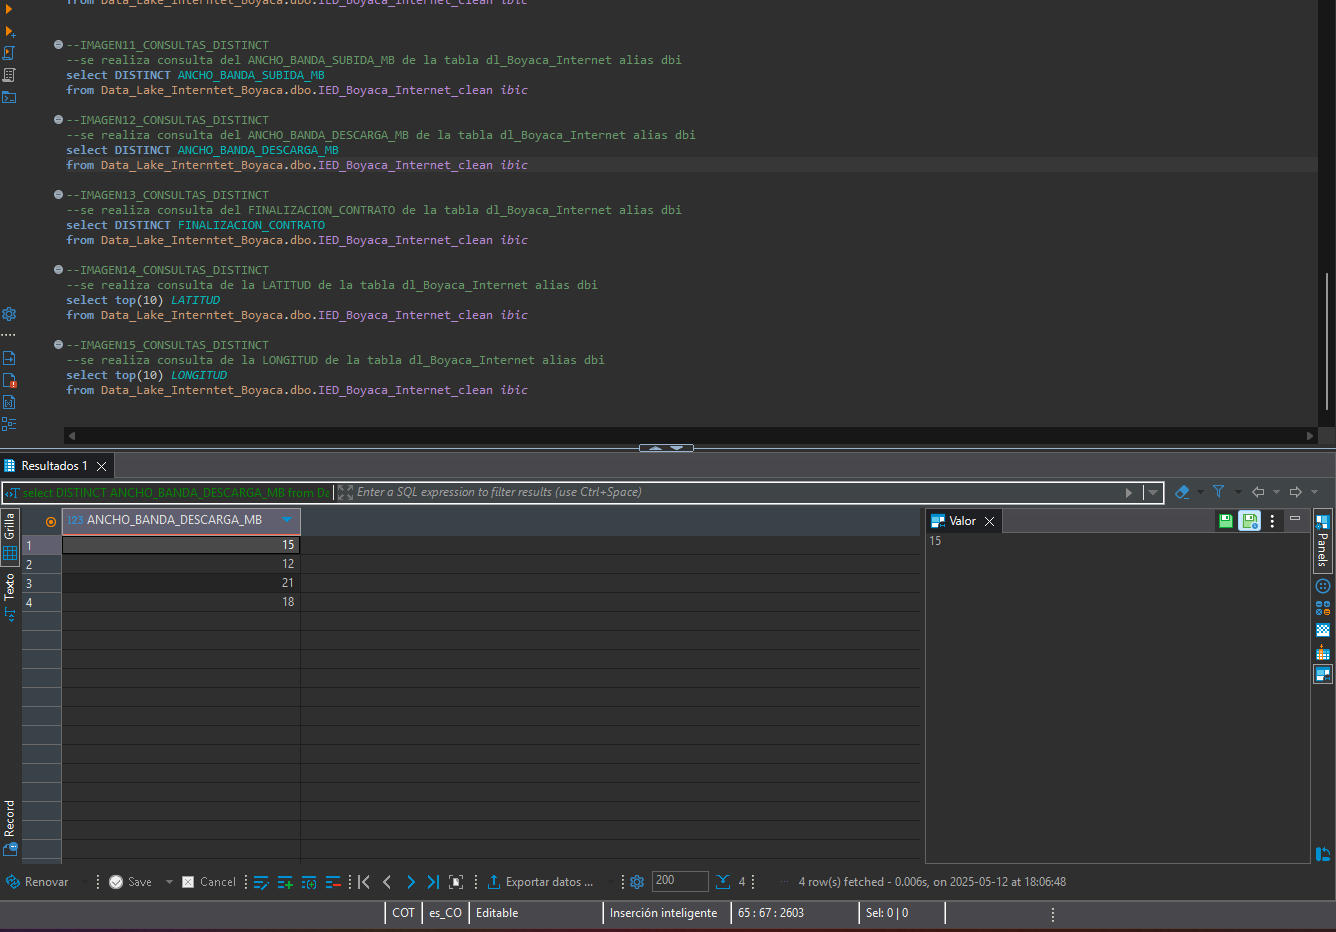 from Data_Lake_Interntet_Boyaca.dbo.IED_Boyaca_Internet_clean ibic
--IMAGEN11_CONSULTAS_DISTINCT
--se realiza consulta del ANCHO_BANDA_SUBIDA_MB de la tabla dl_Boyaca_Internet alias dbi
select DISTINCT ANCHO_BANDA_SUBIDA_MB
from Data_Lake_Interntet_Boyaca.dbo.IED_Boyaca_Internet_clean ibic
--IMAGEN12_CONSULTAS_DISTINCT
--se realiza consulta del ANCHO_BANDA_DESCARGA_MB de la tabla dl_Boyaca_Internet alias dbi
select DISTINCT ANCHO_BANDA_DESCARGA_MB
from Data_Lake_Interntet_Boyaca.dbo.IED_Boyaca_Internet_clean ibic
--IMAGEN13_CONSULTAS_DISTINCT
--se realiza consulta del FINALIZACION_CONTRATO de la tabla dl_Boyaca_Internet alias dbi
select DISTINCT FINALIZACION_CONTRATO
from Data_Lake_Interntet_Boyaca.dbo.IED_Boyaca_Internet_clean ibic
--IMAGEN14_CONSULTAS_DISTINCT
--se realiza consulta de la LATITUD de la tabla dl_Boyaca_Internet alias dbi
select top(10) LATITUD
from Data_Lake_Interntet_Boyaca.dbo.IED_Boyaca_Internet_clean ibic
--IMAGEN15_CONSULTAS_DISTINCT
--se realiza consulta de la LONGITUD de la tabla dl_Boyaca_Internet alias dbi
select top(10) LONGITUD
from Data_Lake_Interntet_Boyaca.dbo.IED_Boyaca_Internet_clean ibic
Resultados 1
select DISTINCT ANCHO_BANDA_DESCARGA_MB from Da
Enter a SQL expression to filter results (use Ctrl+Space)
Grilla
Texto
Record
123 ANCHO_BANDA_DESCARGA_MB
1 15
2 12
3 21
4 18
Valor
15
Panels
Renovar Save Cancel Exportar datos ... 200 4 4 row(s) fetched - 0.006s, on 2025-05-12 at 18:06:48
COT es_CO Editable Inserción inteligente 65 : 67 : 2603 Sel: 0 | 0